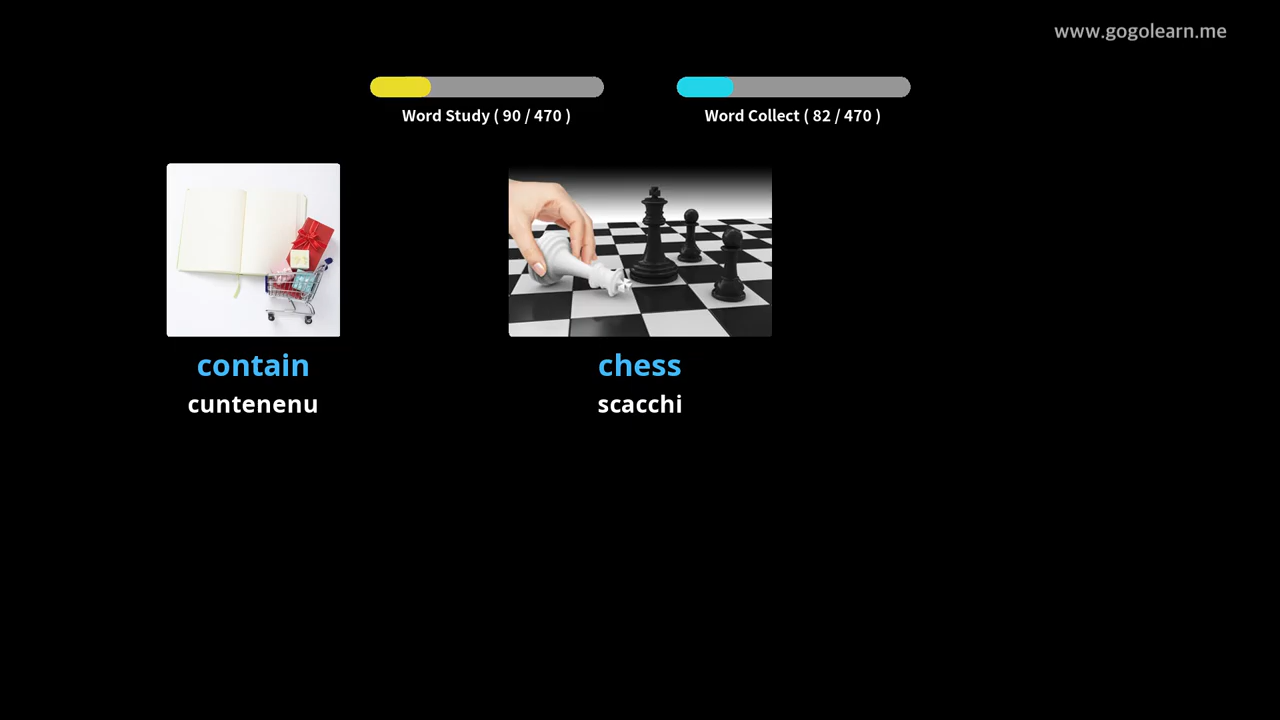 www.gogolearn.me
Word Study ( 90 / 470 )
Word Collect ( 82 / 470 )
contain
cuntenenu
chess
scacchi